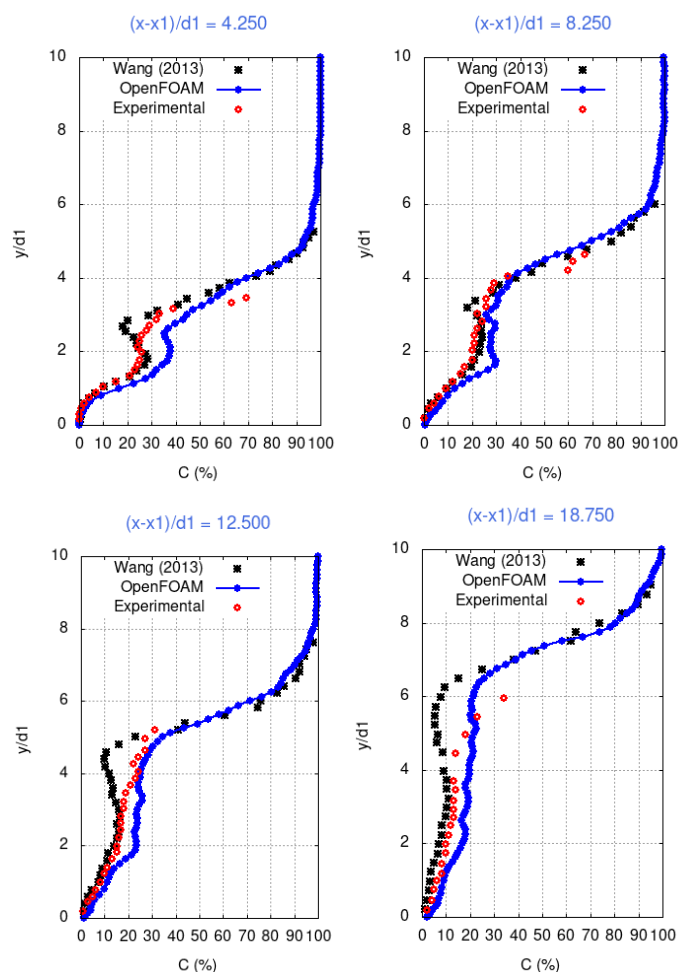 (x-x1)/d1 = 4.250
10
8
6
4
2
0
y/d1
Wang (2013)
OpenFOAM
Experimental
0 10 20 30 40 50 60 70 80 90 100
C (%)
(x-x1)/d1 = 8.250
10
8
6
4
2
0
y/d1
Wang (2013)
OpenFOAM
Experimental
0 10 20 30 40 50 60 70 80 90 100
C (%)
(x-x1)/d1 = 12.500
10
8
6
4
2
0
y/d1
Wang (2013)
OpenFOAM
Experimental
0 10 20 30 40 50 60 70 80 90 100
C (%)
(x-x1)/d1 = 18.750
10
8
6
4
2
0
y/d1
Wang (2013)
OpenFOAM
Experimental
0 10 20 30 40 50 60 70 80 90 100
C (%)